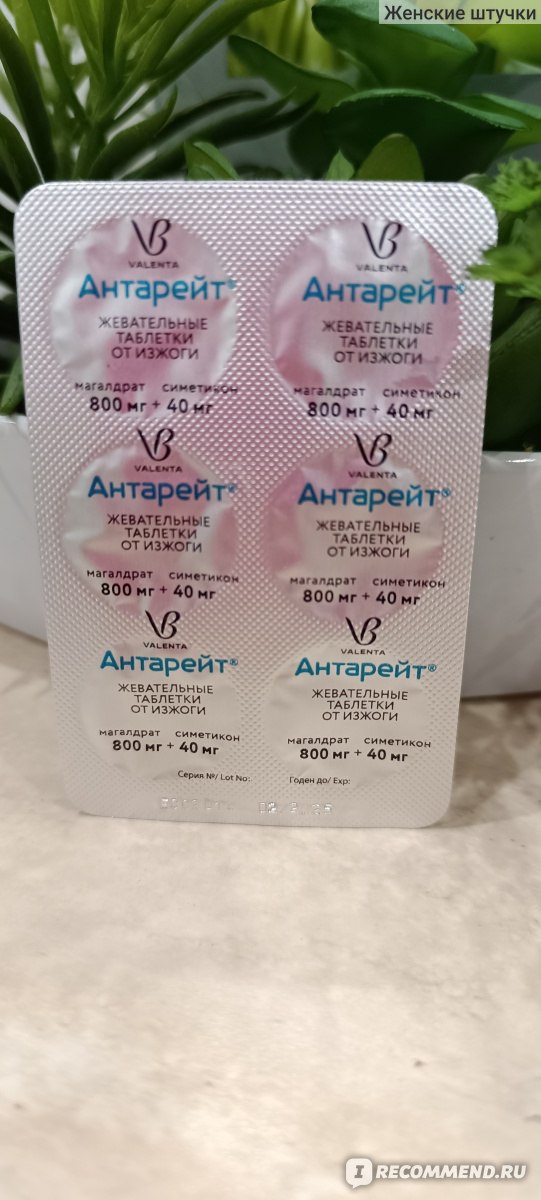 Женские штучки
VALENTA
Антарейт®
ЖЕВАТЕЛЬНЫЕ
ТАБЛЕТКИ
ОТ ИЗЖОГИ
магалдрат симетикон
800 мг + 40 мг
VALENTA
Антарейт®
ЖЕВАТЕЛЬНЫЕ
ТАБЛЕТКИ
ОТ ИЗЖОГИ
магалдрат симетикон
800 мг + 40 мг
VALENTA
Антарейт®
ЖЕВАТЕЛЬНЫЕ
ТАБЛЕТКИ
ОТ ИЗЖОГИ
магалдрат симетикон
800 мг + 40 мг
VALENTA
Антарейт®
ЖЕВАТЕЛЬНЫЕ
ТАБЛЕТКИ
ОТ ИЗЖОГИ
магалдрат симетикон
800 мг + 40 мг
VALENTA
Антарейт®
ЖЕВАТЕЛЬНЫЕ
ТАБЛЕТКИ
ОТ ИЗЖОГИ
магалдрат симетикон
800 мг + 40 мг
VALENTA
Антарейт®
ЖЕВАТЕЛЬНЫЕ
ТАБЛЕТКИ
ОТ ИЗЖОГИ
магалдрат симетикон
800 мг + 40 мг
Серия №/ Lot No:
Годен до/ Exp:
IRECOMMEND.RU